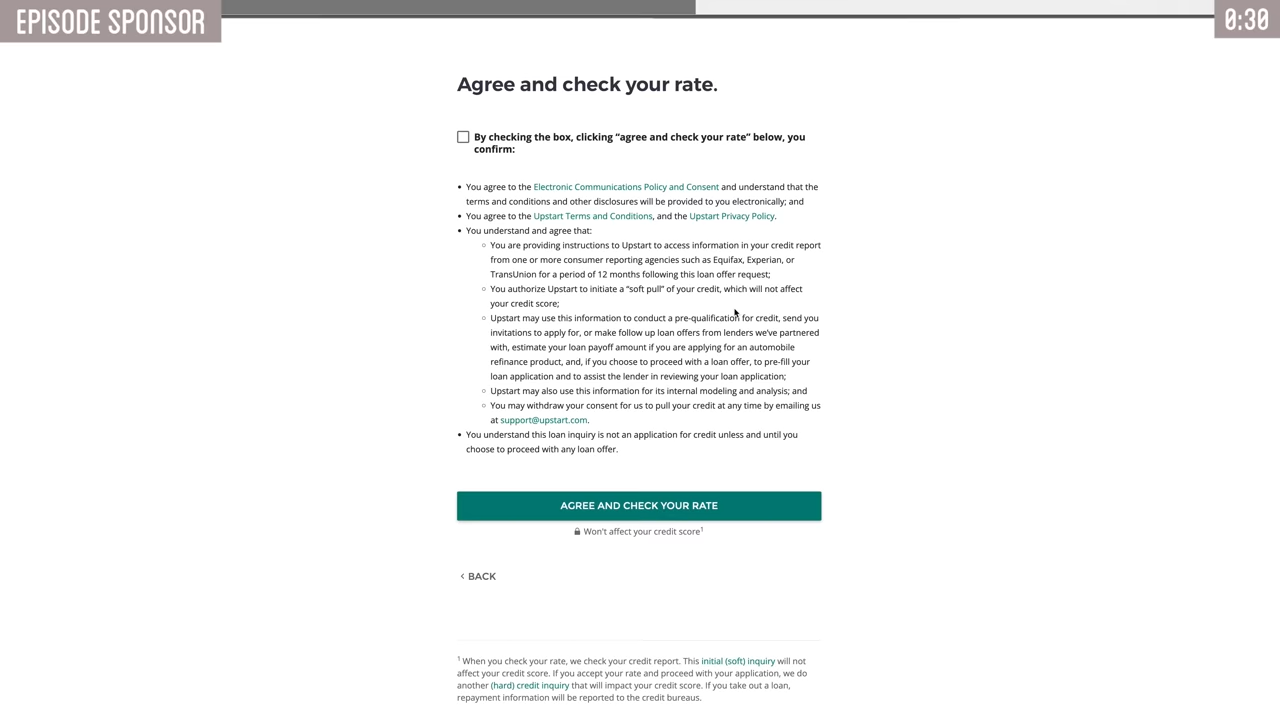 EPISODE SPONSOR
0:30
Agree and check your rate.
By checking the box, clicking “agree and check your rate” below, you
confirm:
• You agree to the Electronic Communications Policy and Consent and understand that the
terms and conditions and other disclosures will be provided to you electronically; and
• You agree to the Upstart Terms and Conditions, and the Upstart Privacy Policy.
• You understand and agree that:
○ You are providing instructions to Upstart to access information in your credit report
from one or more consumer reporting agencies such as Equifax, Experian, or
TransUnion for a period of 12 months following this loan offer request;
○ You authorize Upstart to initiate a “soft pull” of your credit, which will not affect
your credit score;
○ Upstart may use this information to conduct a pre-qualification for credit, send you
invitations to apply for, or make follow up loan offers from lenders we’ve partnered
with, estimate your loan payoff amount if you are applying for an automobile
refinance product, and, if you choose to proceed with a loan offer, to pre-fill your
loan application and to assist the lender in reviewing your loan application;
○ Upstart may also use this information for its internal modeling and analysis; and
○ You may withdraw your consent for us to pull your credit at any time by emailing us
at support@upstart.com.
• You understand this loan inquiry is not an application for credit unless and until you
choose to proceed with any loan offer.
AGREE AND CHECK YOUR RATE
Won't affect your credit score¹
‹ BACK
¹ When you check your rate, we check your credit report. This initial (soft) inquiry will not
affect your credit score. If you accept your rate and proceed with your application, we do
another (hard) credit inquiry that will impact your credit score. If you take out a loan,
repayment information will be reported to the credit bureaus.